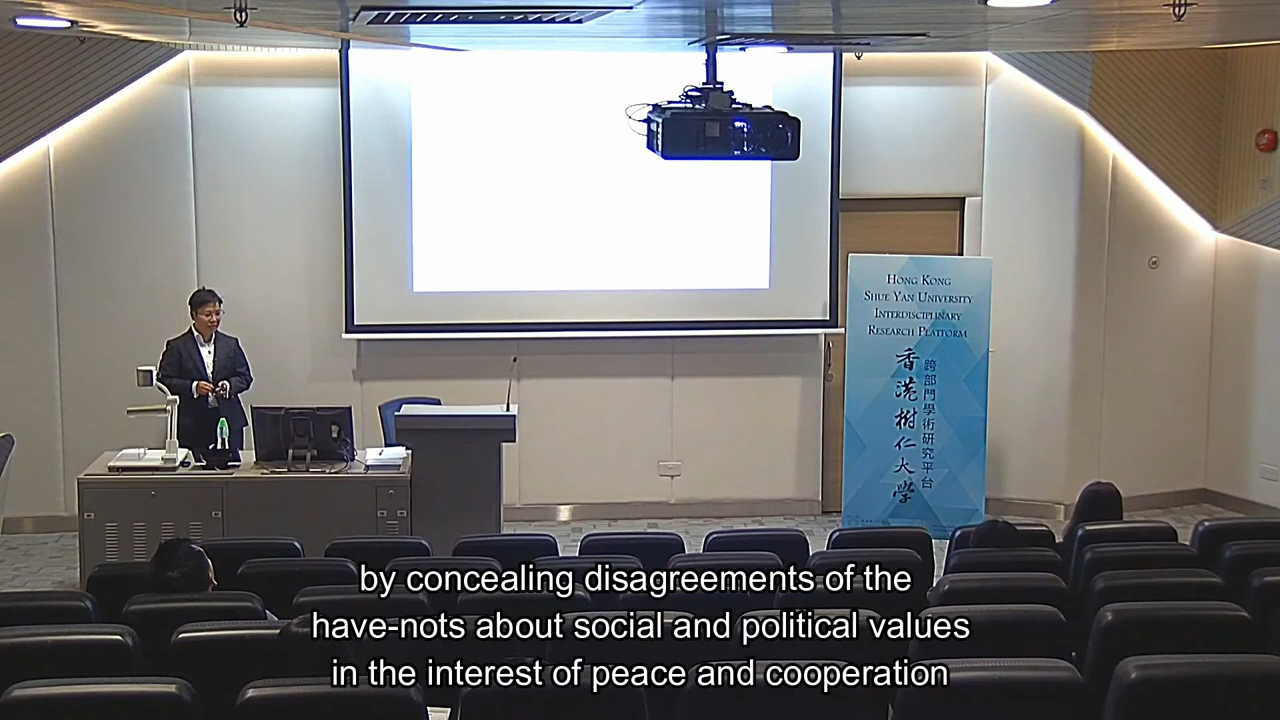 HONG KONG
SHUE YAN UNIVERSITY
INTERDISCIPLINARY
RESEARCH PLATFORM
香港樹仁大學
跨部門學術研究平台
by concealing disagreements of the
have-nots about social and political values
in the interest of peace and cooperation